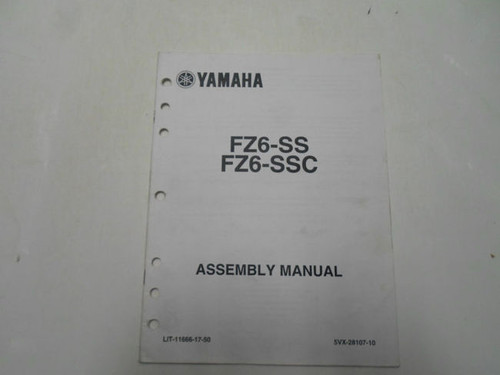 YAMAHA
FZ6-SS
FZ6-SSC
ASSEMBLY MANUAL
LIT-11666-17-50
5VX-28107-10